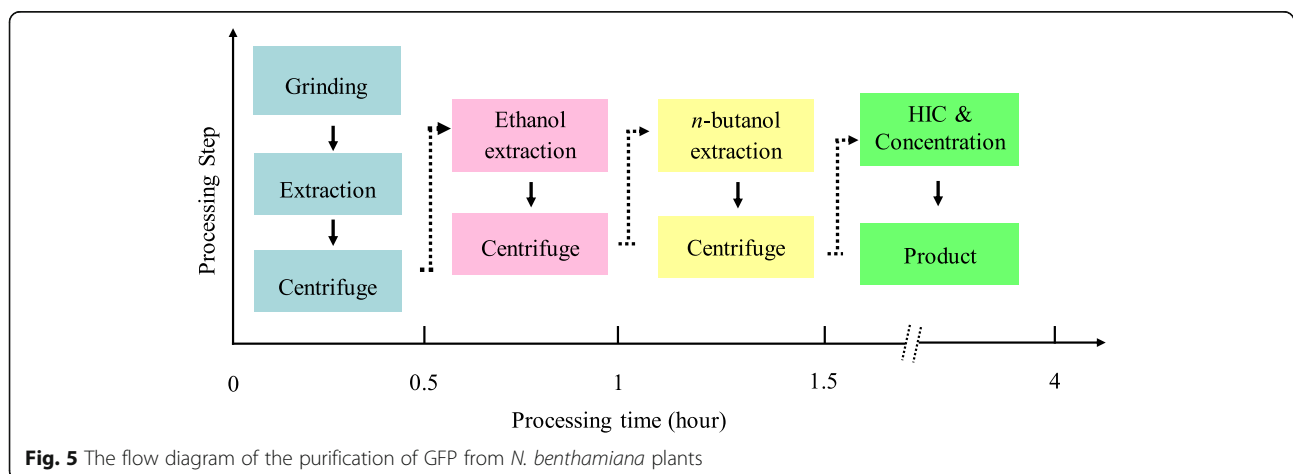 Processing Step
Grinding
Extraction
Centrifuge
Ethanol
extraction
Centrifuge
n-butanol
extraction
Centrifuge
HIC &
Concentration
Product
0
0.5
1
1.5
4
Processing time (hour)
Fig. 5 The flow diagram of the purification of GFP from N. benthamiana plants